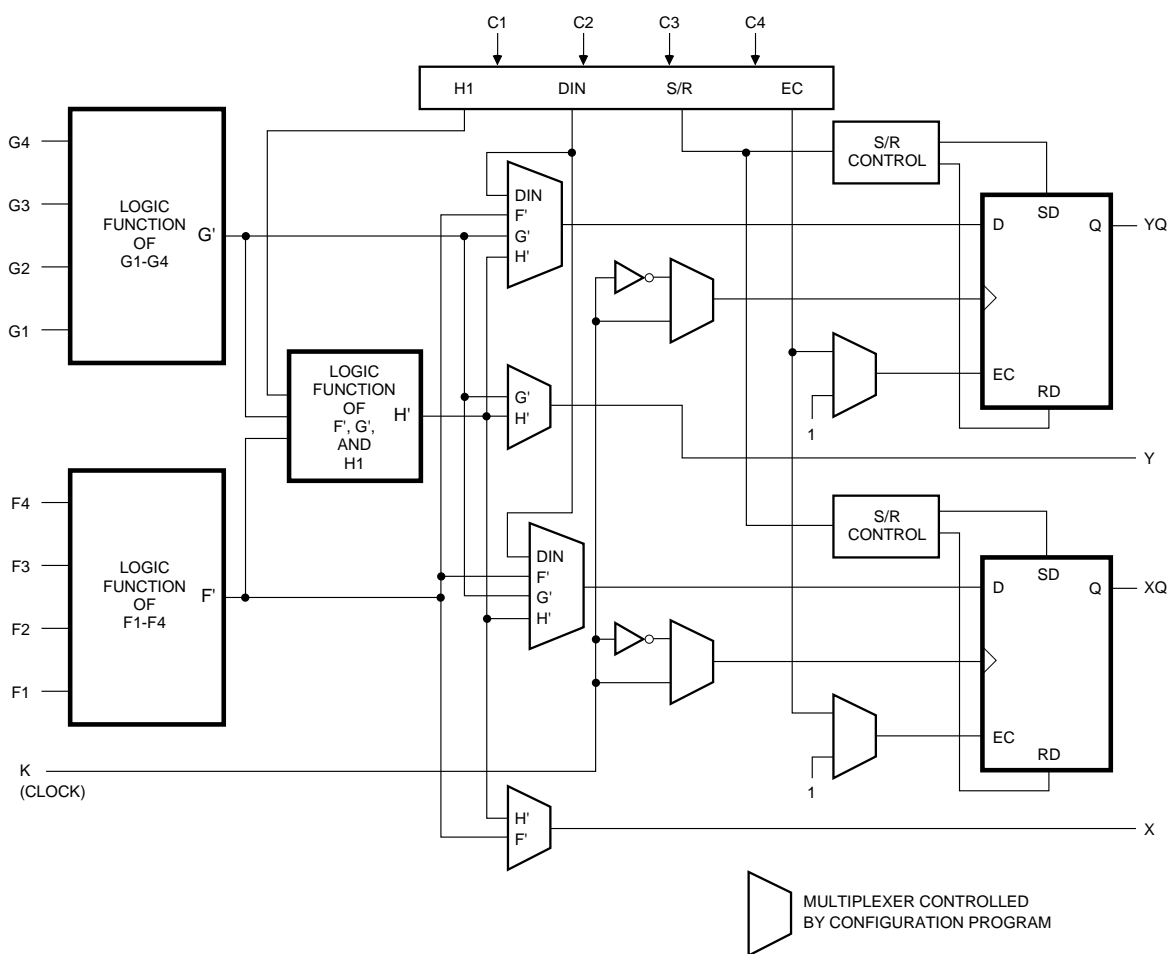 C1 C2 C3 C4
H1 DIN S/R EC
G4
G3
G2
G1
LOGIC
FUNCTION
OF
G1-G4
G'
DIN
F'
G'
H'
S/R
CONTROL
D
SD
Q
EC
RD
YQ
1
LOGIC
FUNCTION
OF
F', G',
AND
H1
H'
G'
H'
Y
F4
F3
F2
F1
LOGIC
FUNCTION
OF
F1-F4
F'
DIN
F'
G'
H'
S/R
CONTROL
D
SD
Q
EC
RD
XQ
1
K
(CLOCK)
H'
F'
X
MULTIPLEXER CONTROLLED
BY CONFIGURATION PROGRAM